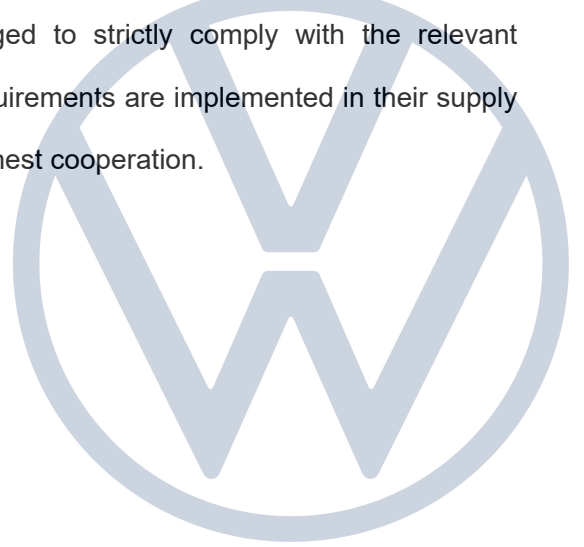 ged to strictly comply with the relevant
uirements are implemented in their supply
nest cooperation.